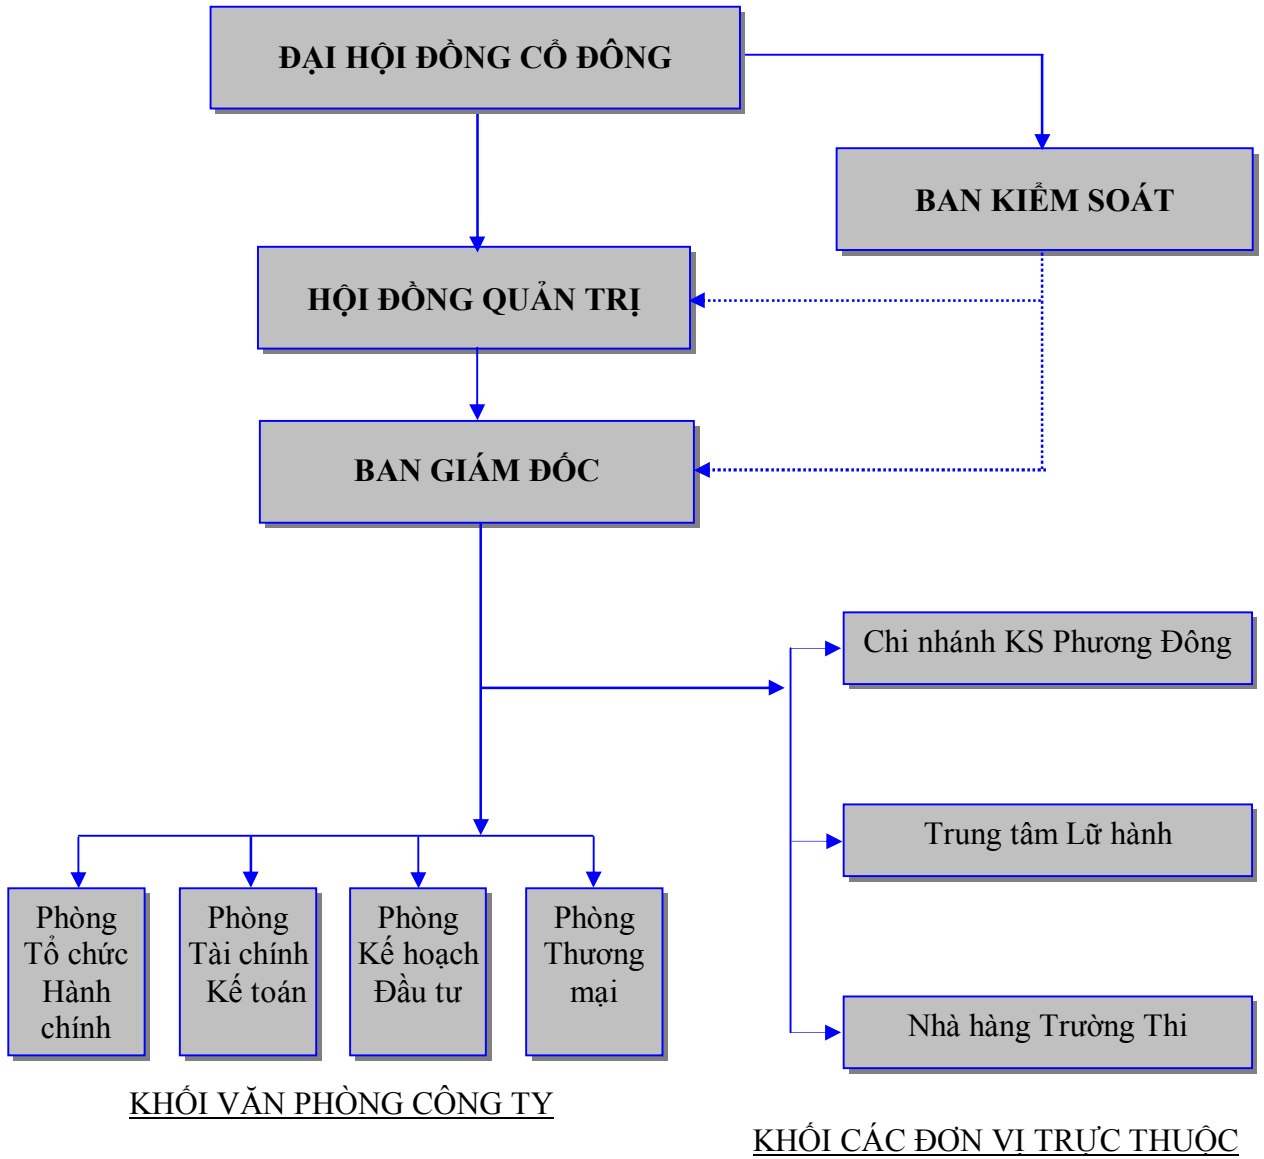 ĐẠI HỘI ĐỒNG CỔ ĐÔNG
BAN KIỂM SOÁT
HỘI ĐỒNG QUẢN TRỊ
BAN GIÁM ĐỐC
Chi nhánh KS Phương Đông
Trung tâm Lữ hành
Nhà hàng Trường Thi
Phòng
Tổ chức
Hành
chính
Phòng
Tài chính
Kế toán
Phòng
Kế hoạch
Đầu tư
Phòng
Thương
mại
KHỐI VĂN PHÒNG CÔNG TY
KHỐI CÁC ĐƠN VỊ TRỰC THUỘC